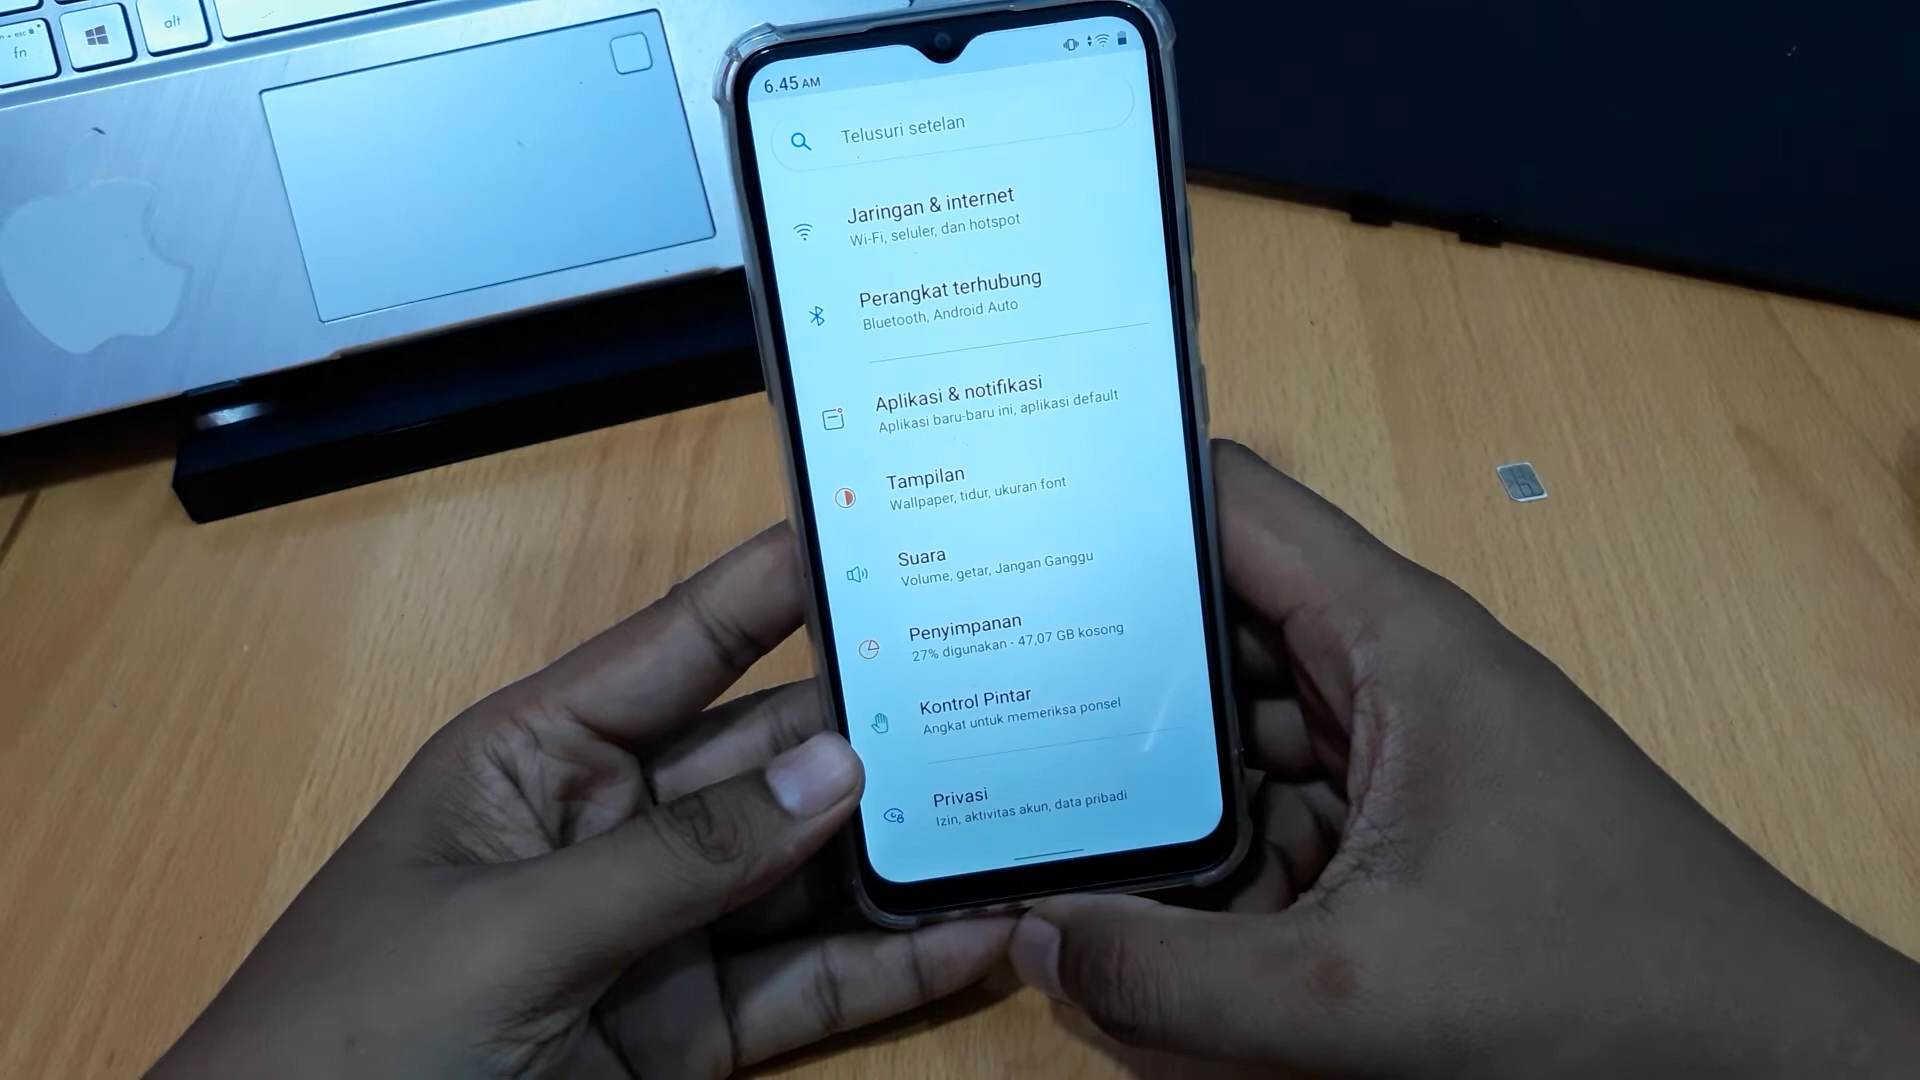 fn
alt
6.45 AM
Telusuri setelan
Jaringan & internet
Wi-Fi, seluler, dan hotspot
Perangkat terhubung
Bluetooth, Android Auto
Aplikasi & notifikasi
Aplikasi baru-baru ini, aplikasi default
Tampilan
Wallpaper, tidur, ukuran font
Suara
Volume, getar, Jangan Ganggu
Penyimpanan
27% digunakan - 47,07 GB kosong
Kontrol Pintar
Angkat untuk memeriksa ponsel
Privasi
Izin, aktivitas akun, data pribadi